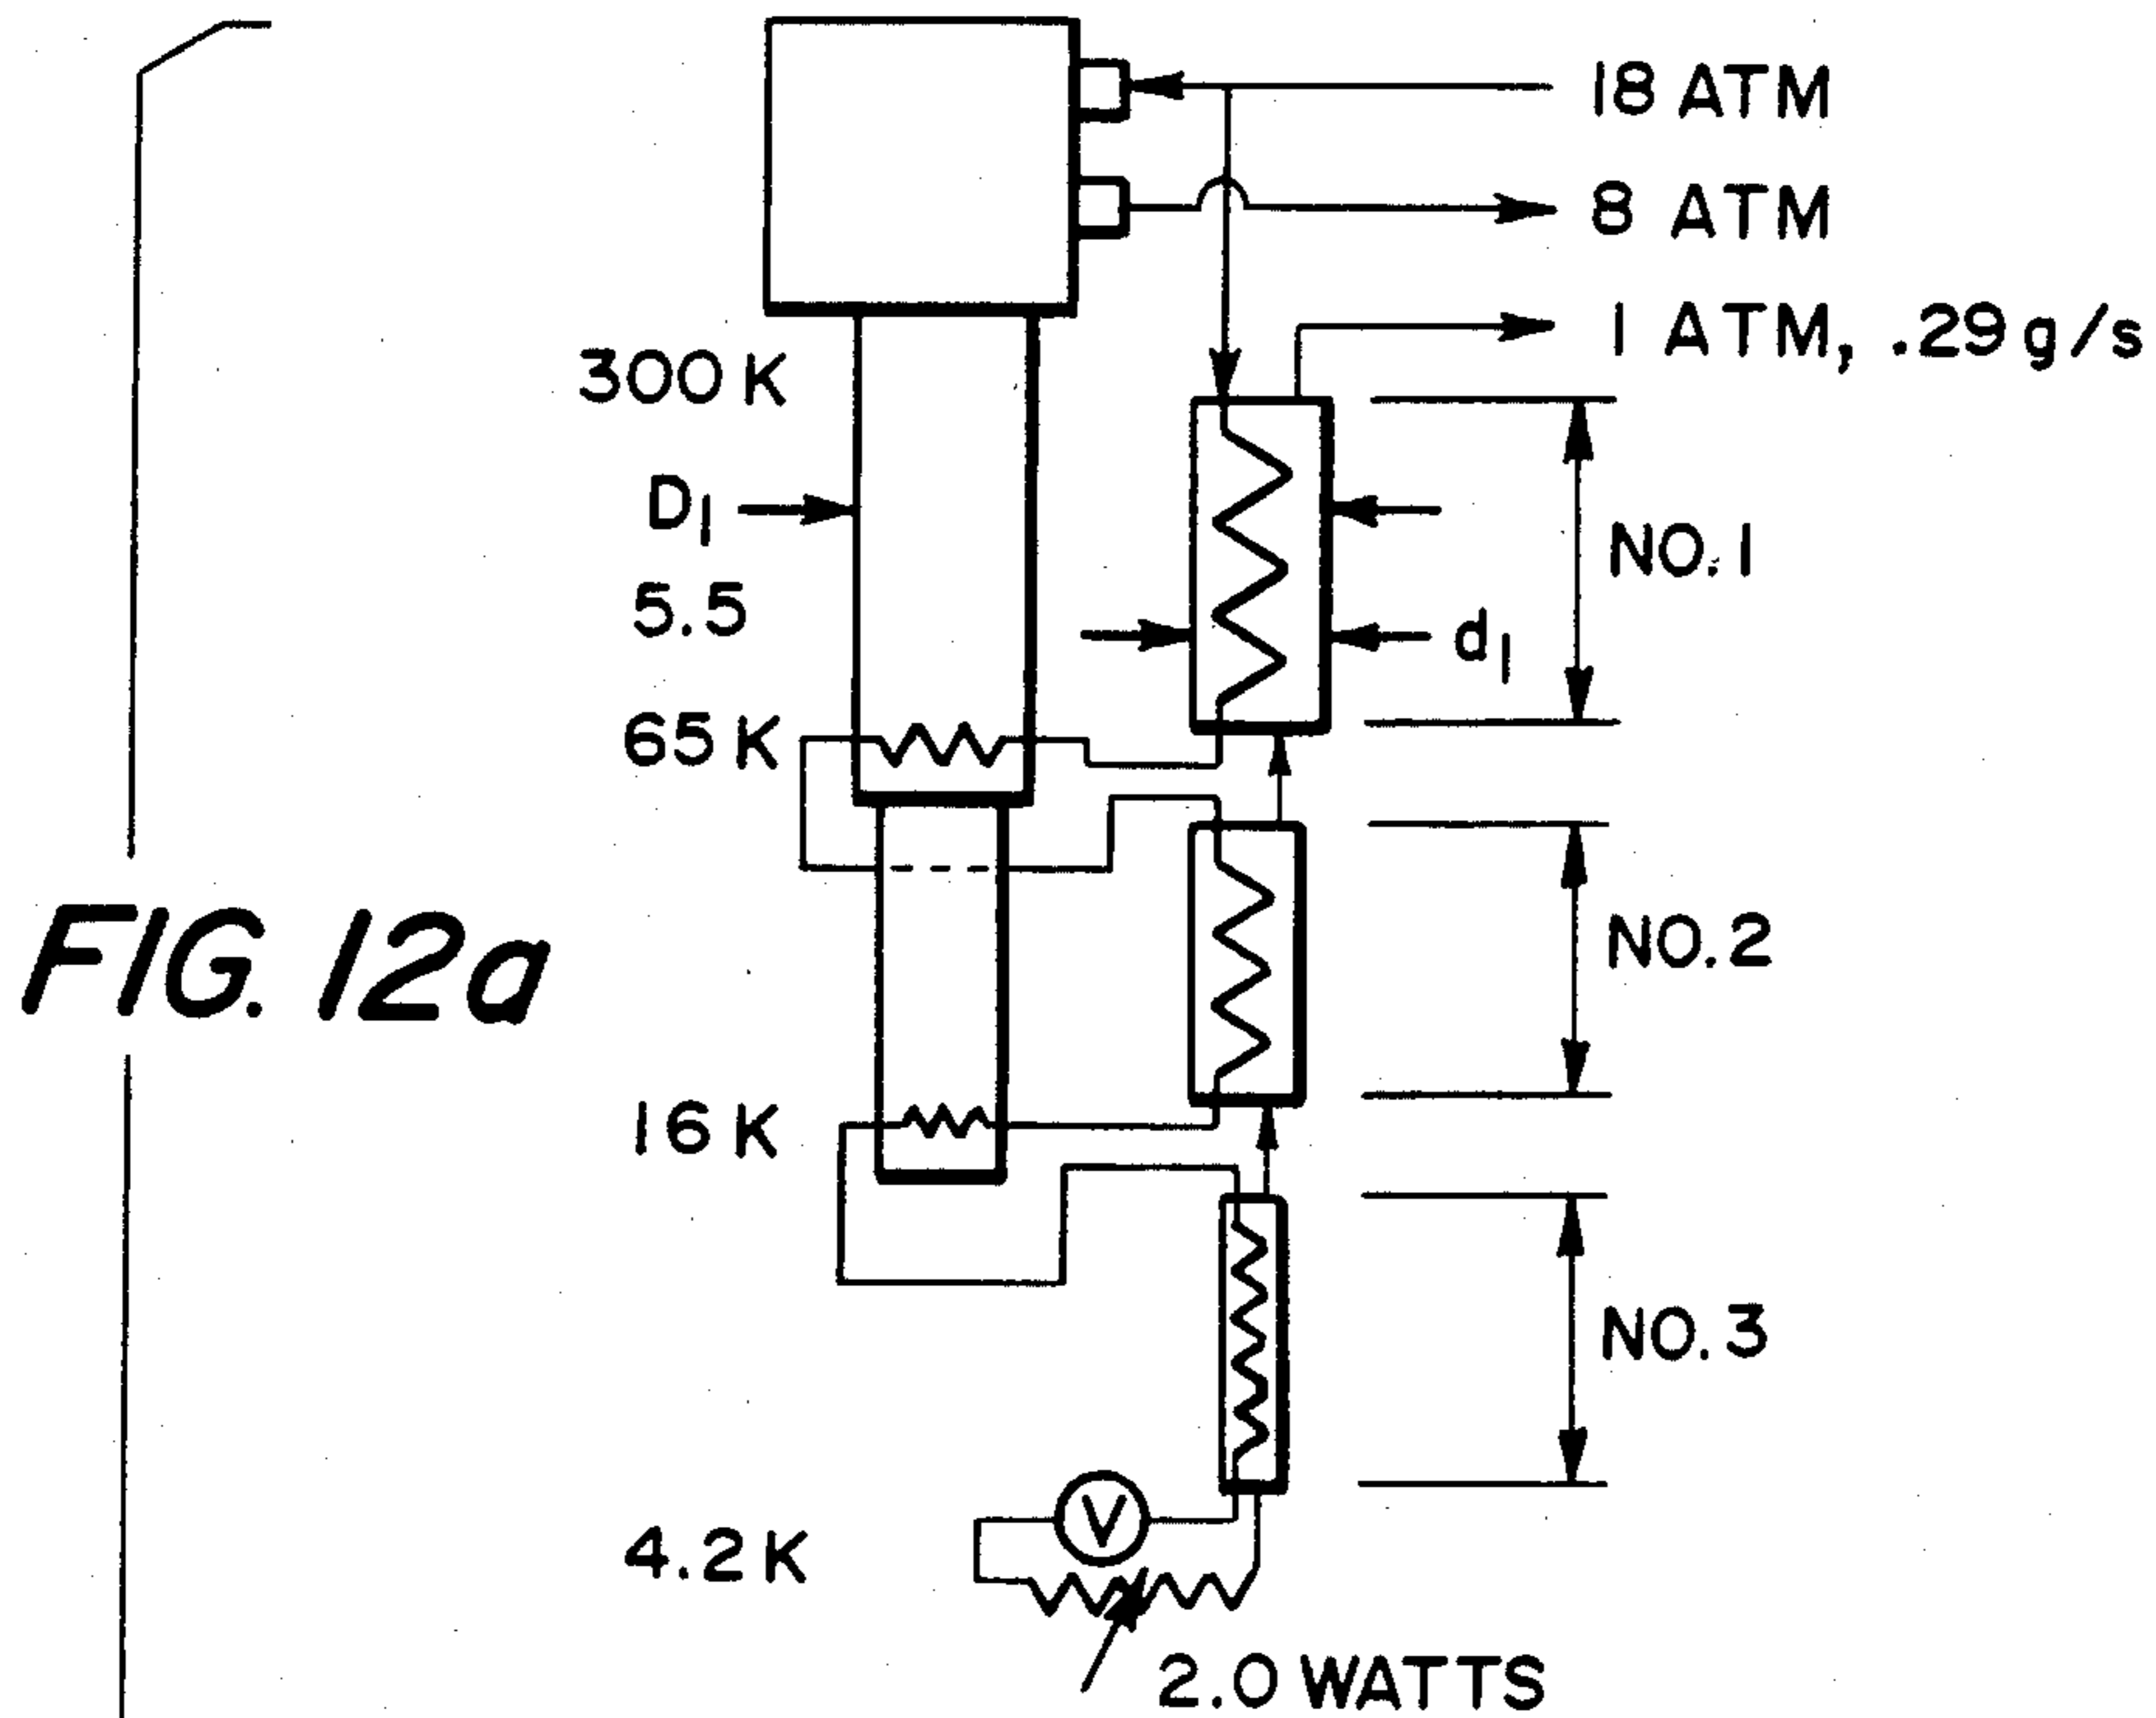 18 ATM
8 ATM
1 ATM, .29 g/s
300 K
D1
5.5
NO. 1
d1
65 K
FIG. 12a
NO. 2
16 K
NO. 3
V
4.2 K
2.0 WATTS